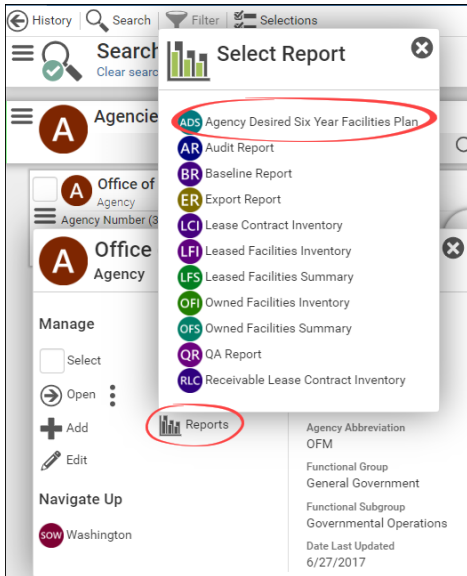 History
Search
Filter
Selections
Search
Clear searc
Select Report
ADS Agency Desired Six Year Facilities Plan
AR Audit Report
BR Baseline Report
ER Export Report
LCI Lease Contract Inventory
LFI Leased Facilities Inventory
LFS Leased Facilities Summary
OFI Owned Facilities Inventory
OFS Owned Facilities Summary
QR QA Report
RLC Receivable Lease Contract Inventory
A Agencie
A Office of
Agency
Agency Number (3
A Office
Agency
Manage
Select
Open
Add
Edit
Reports
Navigate Up
SOW Washington
Agency Abbreviation
OFM
Functional Group
General Government
Functional Subgroup
Governmental Operations
Date Last Updated
6/27/2017